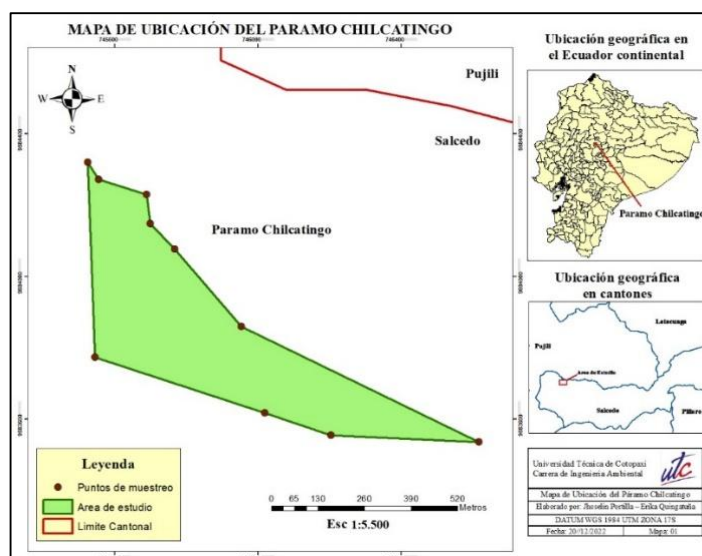 MAPA DE UBICACIÓN DEL PARAMO CHILCATINGO
745600
746400
9884400
9884400
N
W
E
S
Pujili
Salcedo
Paramo Chilcatingo
Leyenda
Puntos de muestreo
Area de estudio
Limite Cantonal
0 65 130 260 390 520
Metros
Esc 1:5.500
Ubicación geográfica en
el Ecuador continental
Paramo Chilcatingo
Ubicación geográfica
en cantones
Latacunga
Pujili
Area de Estudio
Salcedo
Pillaro
Universidad Técnica de Cotopaxi
Carrera de Ingeniería Ambiental
utc
Mapa de Ubicación del Páramo Chilcatingo
Elaborado por: Jhoselin Portilla – Erika Quingatuña
DATUM WGS 1984 UTM ZONA 17S
Fecha: 20/12/2022
Mapa: 01